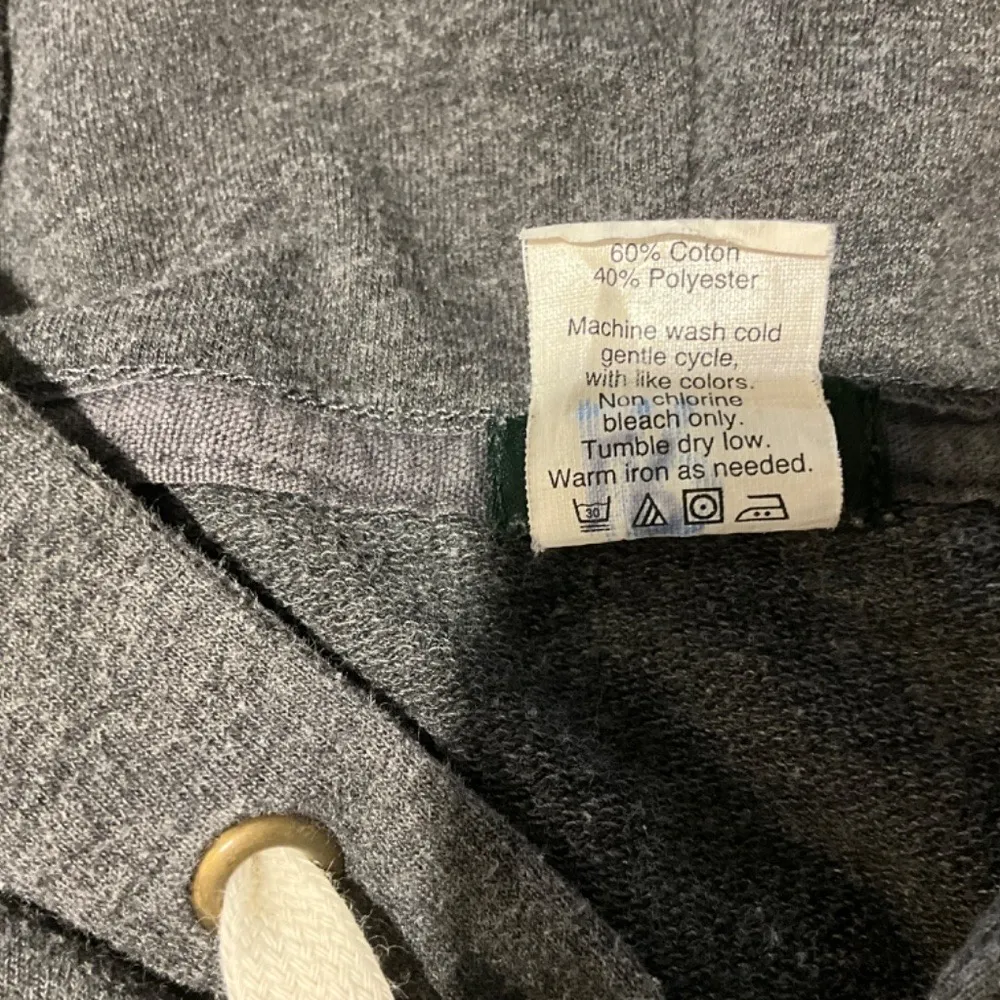 60% Coton
40% Polyester
Machine wash cold
gentle cycle,
with like colors.
Non chlorine
bleach only.
Tumble dry low.
Warm iron as needed.
30